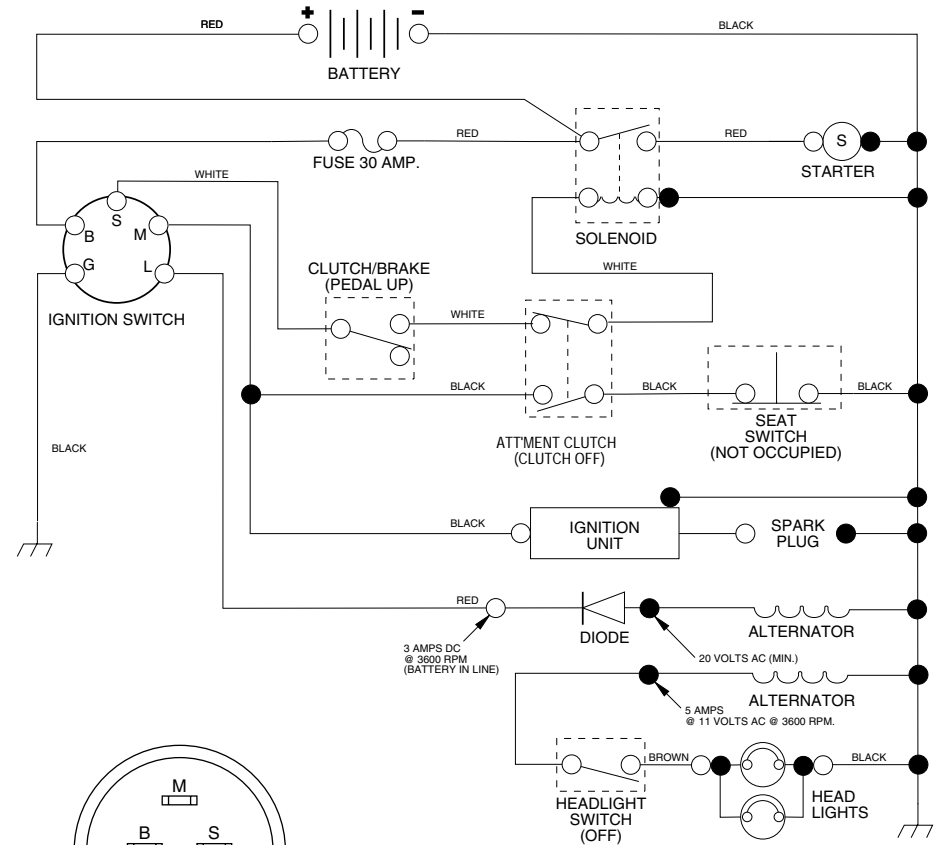 +
-
RED
BLACK
BATTERY
RED
RED
S
FUSE 30 AMP.
STARTER
WHITE
S
B
M
G
L
SOLENOID
IGNITION SWITCH
CLUTCH/BRAKE
(PEDAL UP)
WHITE
WHITE
BLACK
BLACK
BLACK
BLACK
ATT'MENT CLUTCH
(CLUTCH OFF)
SEAT
SWITCH
(NOT OCCUPIED)
BLACK
IGNITION
UNIT
SPARK
PLUG
RED
DIODE
ALTERNATOR
3 AMPS DC
@ 3600 RPM
(BATTERY IN LINE)
20 VOLTS AC (MIN.)
ALTERNATOR
5 AMPS
@ 11 VOLTS AC @ 3600 RPM.
BROWN
BLACK
HEADLIGHT
SWITCH
(OFF)
HEAD
LIGHTS
M
B
S